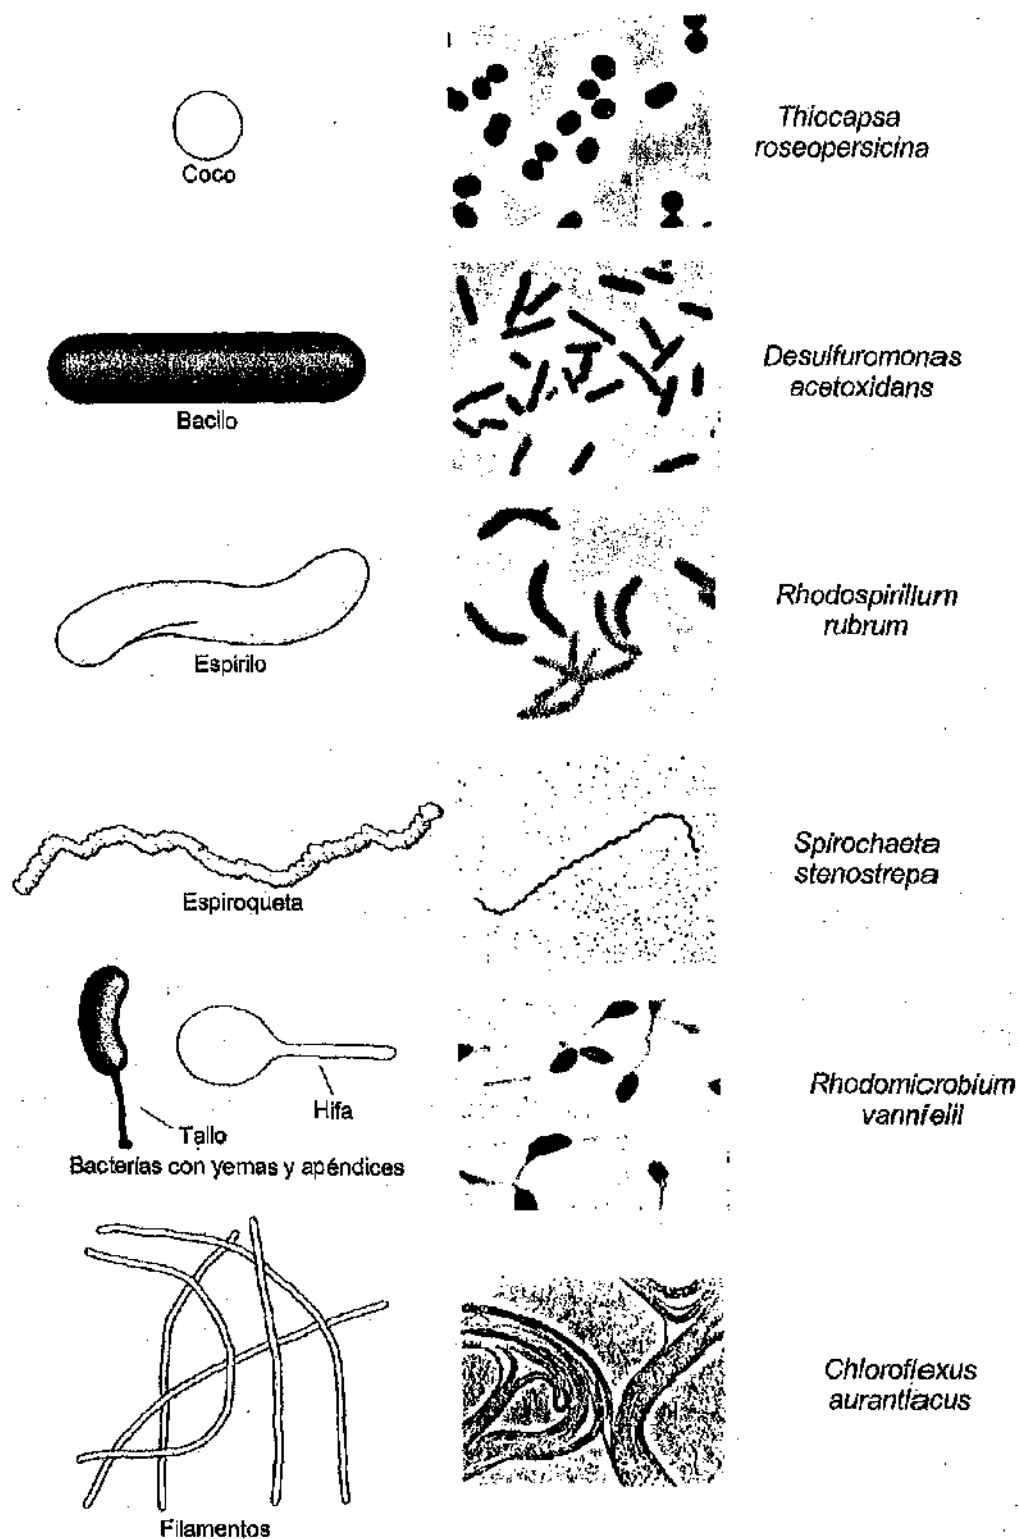 Coco
Thiocapsa
roseopersicina
Bacilo
Desulfuromonas
acetoxidans
Espirilo
Rhodospirillum
rubrum
Espiroqueta
Spirochaeta
stenostrepa
Tallo
Hifa
Bacterías con yemas y apéndices
Rhodomicrobium
vannielii
Filamentos
Chloroflexus
aurantiacus